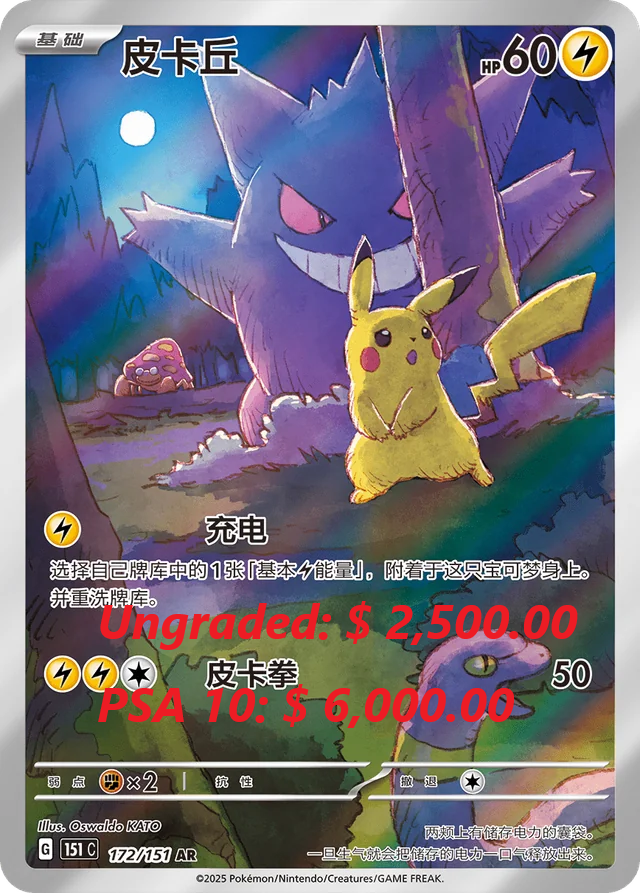 基础
皮卡丘
HP60
充电
选择自己牌库中的1张「基本⚡能量」，附着于这只宝可梦身上。
并重洗牌库。
Ungraded: $ 2,500.00
皮卡拳 50
PSA 10: $ 6,000.00
弱点 ×2 抗性 撤退
Illus. Oswaldo KATO
两颊上有储存电力的囊袋。
G 151 C 172/151 AR
一旦生气就会把储存的电力一口气释放出来。
©2025 Pokémon/Nintendo/Creatures/GAME FREAK.